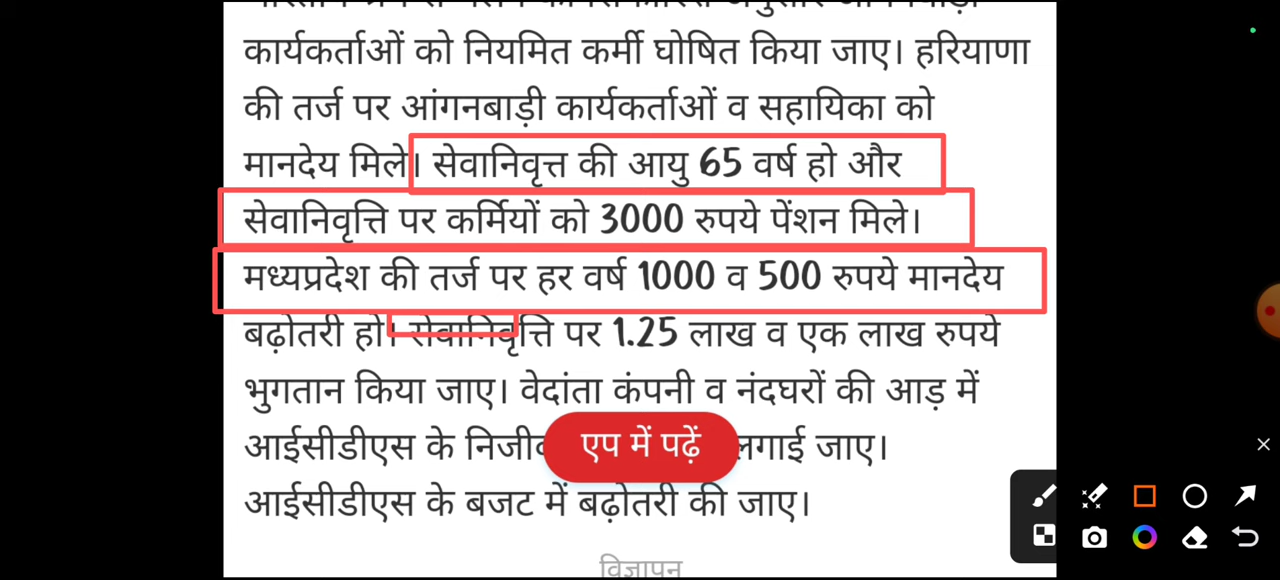 कार्यकर्ताओं को नियमित कर्मी घोषित किया जाए। हरियाणा
की तर्ज पर आंगनबाड़ी कार्यकर्ताओं व सहायिका को
मानदेय मिले। सेवानिवृत्त की आयु 65 वर्ष हो और
सेवानिवृत्ति पर कर्मियों को 3000 रुपये पेंशन मिले।
मध्यप्रदेश की तर्ज पर हर वर्ष 1000 व 500 रुपये मानदेय
बढ़ोतरी हो। सेवानिवृत्ति पर 1.25 लाख व एक लाख रुपये
भुगतान किया जाए। वेदांता कंपनी व नंदघरों की आड़ में
आईसीडीएस के जाए।
एप में पढ़ें
आईसीडीएस के बजट में बढ़ोतरी की जाए।
विज्ञापन